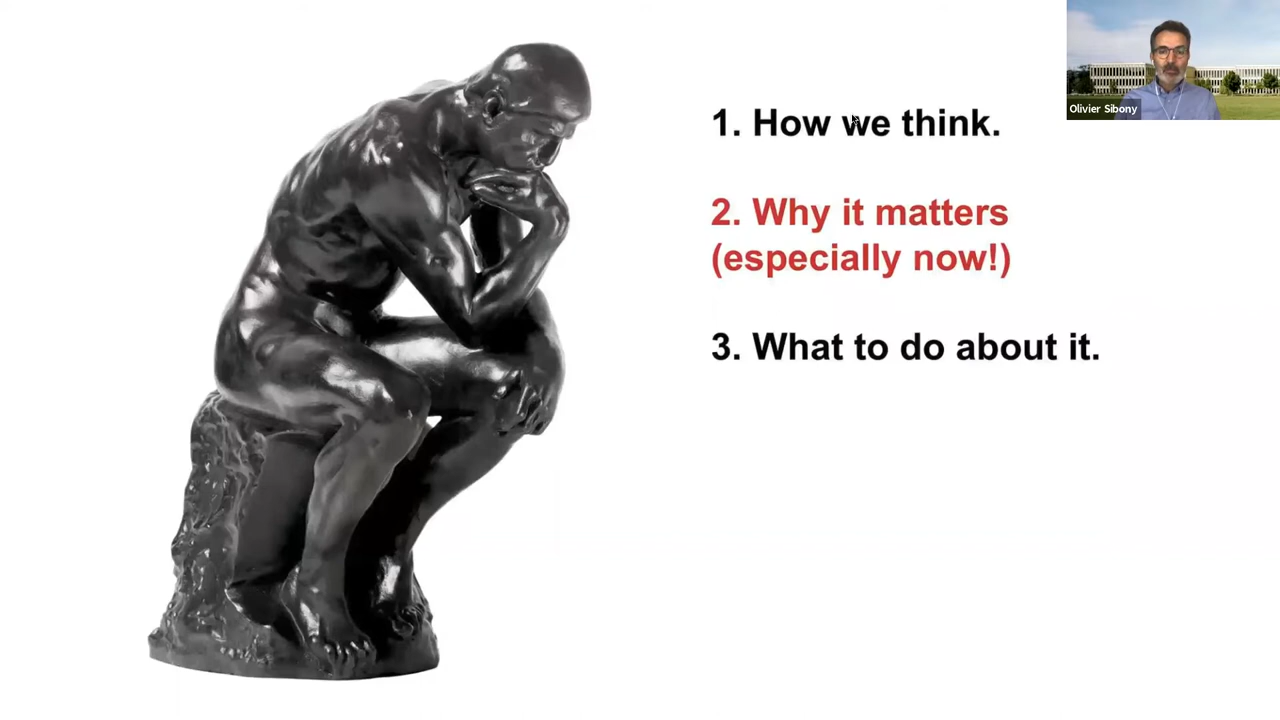 1. How we think.
2. Why it matters
(especially now!)
3. What to do about it.
Olivier Sibony